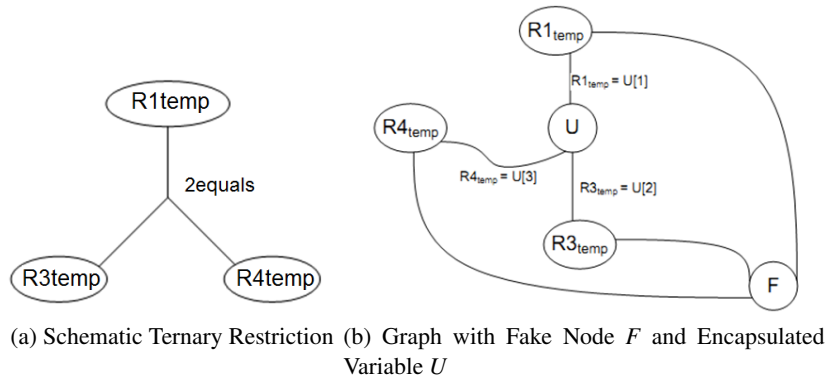 R1temp
2equals
R3temp
R4temp
R1temp
R1temp = U[1]
R4temp
U
R4temp = U[3]
R3temp = U[2]
R3temp
F
(a) Schematic Ternary Restriction
(b) Graph with Fake Node F and Encapsulated
Variable U